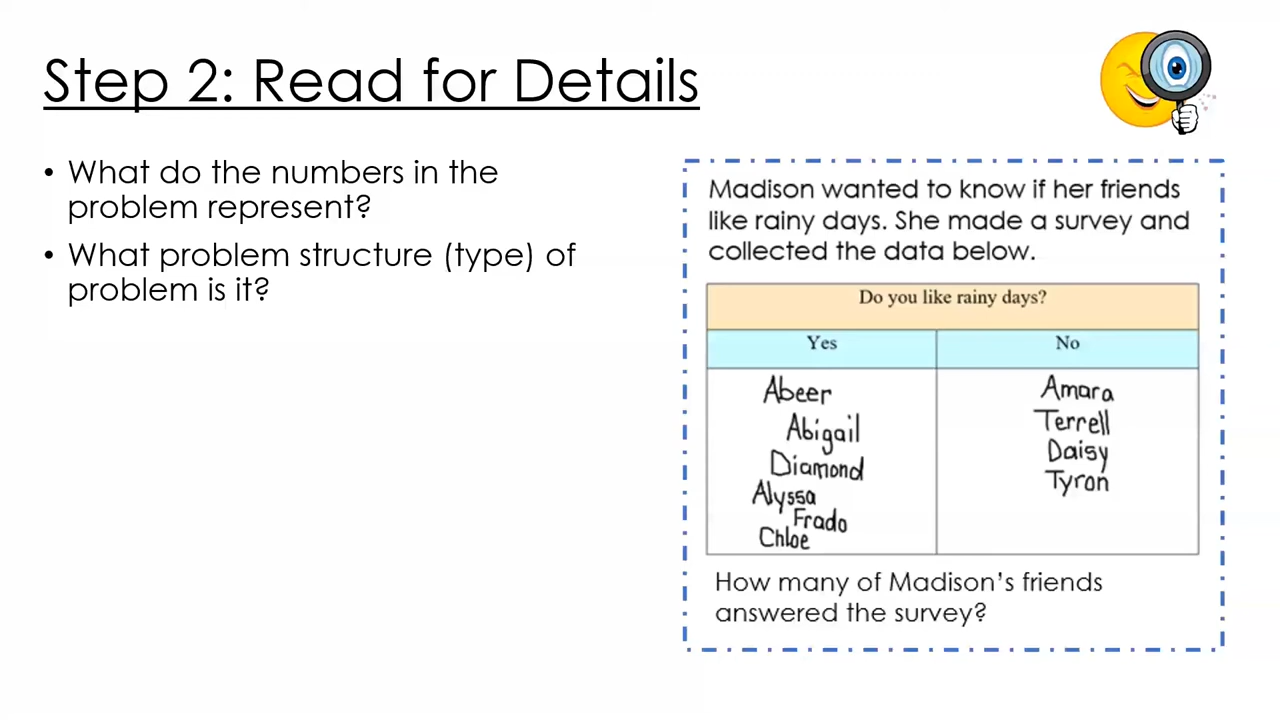 Step 2: Read for Details
• What do the numbers in the
problem represent?
• What problem structure (type) of
problem is it?
Madison wanted to know if her friends
like rainy days. She made a survey and
collected the data below.
Do you like rainy days?
Yes
No
Abeer
Abigail
Diamond
Alyssa
Frado
Chloe
Amara
Terrell
Daisy
Tyron
How many of Madison's friends
answered the survey?